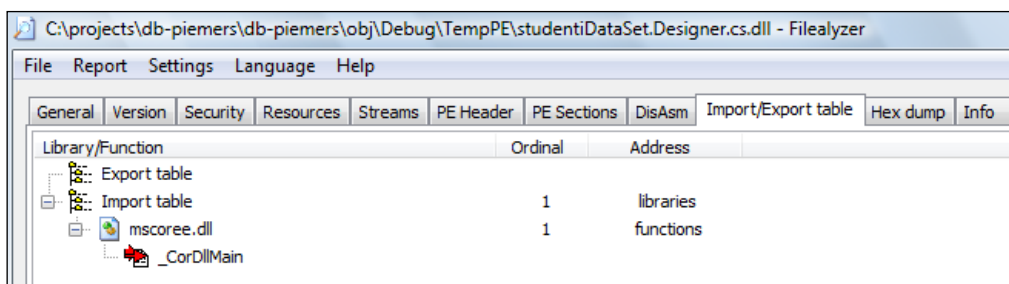 C:\projects\db-piemers\db-piemers\obj\Debug\TempPE\studentiDataSet.Designer.cs.dll - Filealyzer
File Report Settings Language Help
General Version Security Resources Streams PE Header PE Sections DisAsm Import/Export table Hex dump Info
Library/Function Ordinal Address
Export table
Import table 1 libraries
mscoree.dll 1 functions
_CorDllMain